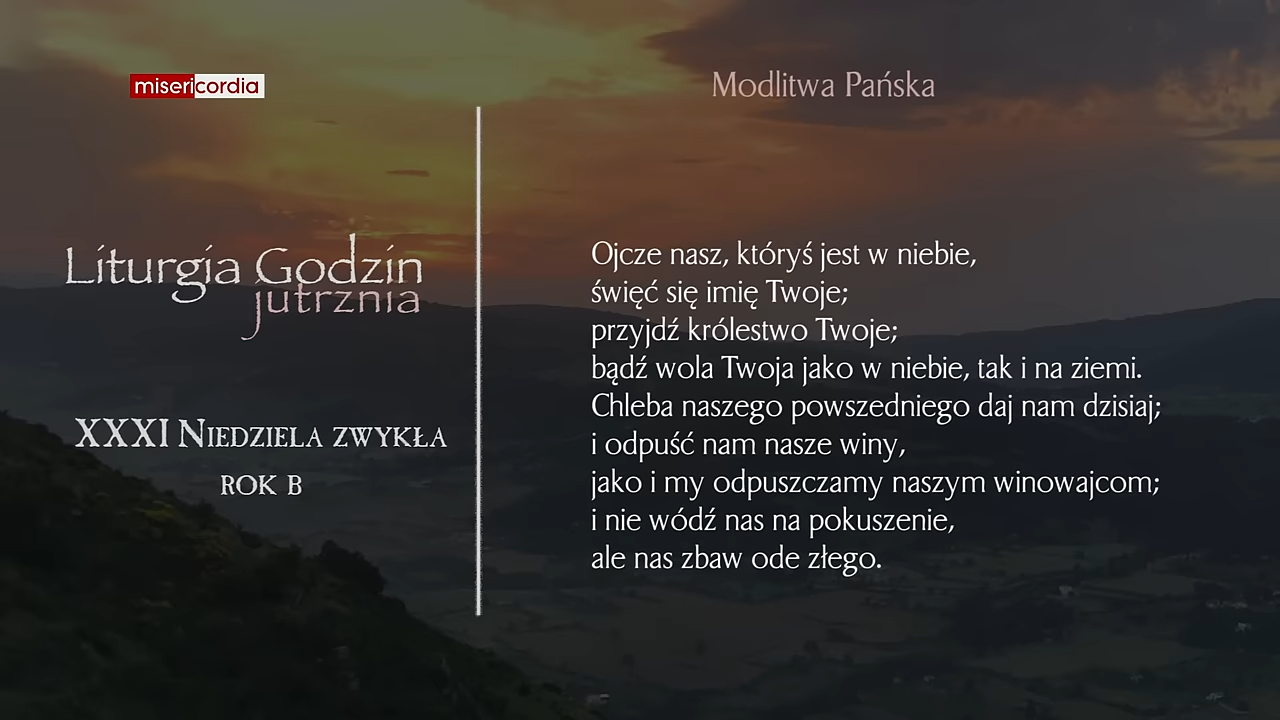 misericordia
Liturgia Godzin
jutrznia
XXXI Niedziela zwykła
rok B
Modlitwa Pańska
Ojcze nasz, któryś jest w niebie,
święć się imię Twoje;
przyjdź królestwo Twoje;
bądź wola Twoja jako w niebie, tak i na ziemi.
Chleba naszego powszedniego daj nam dzisiaj;
i odpuść nam nasze winy,
jako i my odpuszczamy naszym winowajcom;
i nie wódź nas na pokuszenie,
ale nas zbaw ode złego.